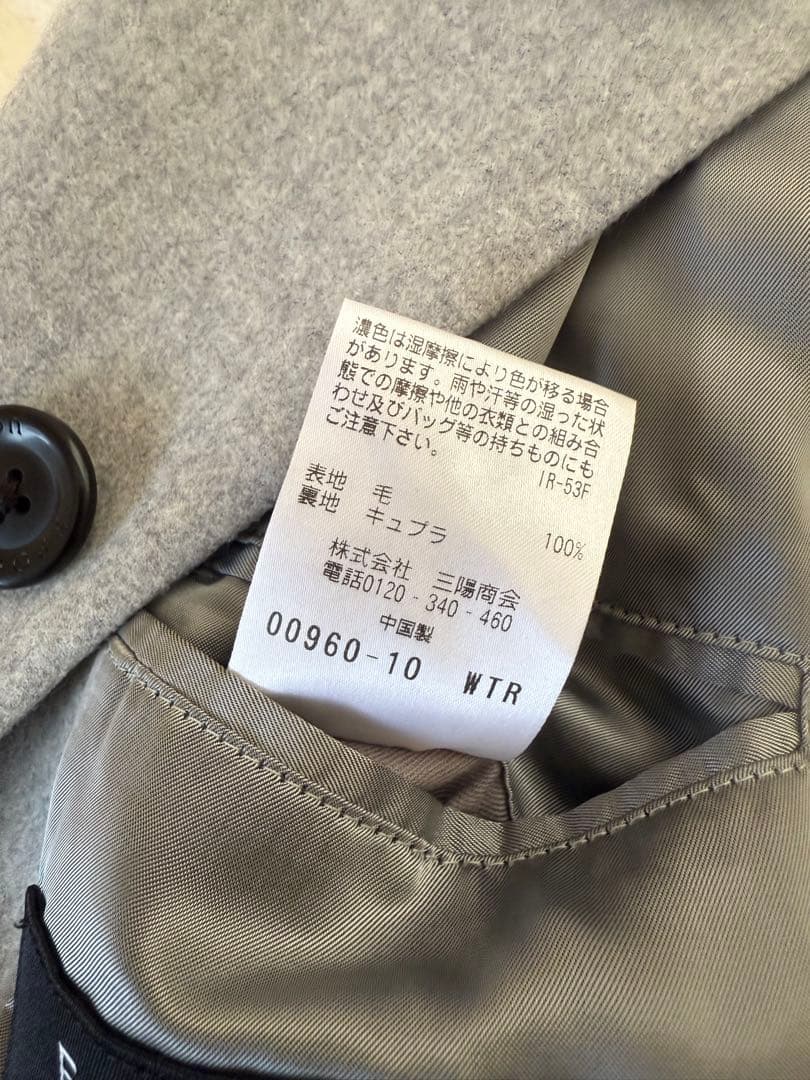 濃色は湿摩擦により色が移る場合
があります。雨や汗等の湿った状
態での摩擦や他の衣類との組み合
わせ及びバッグ等の持ちものにも
ご注意下さい。
IR-53F
表地 毛
裏地 キュプラ 100%
株式会社 三陽商会
電話0120-340-460
中国製
00960-10 WTR